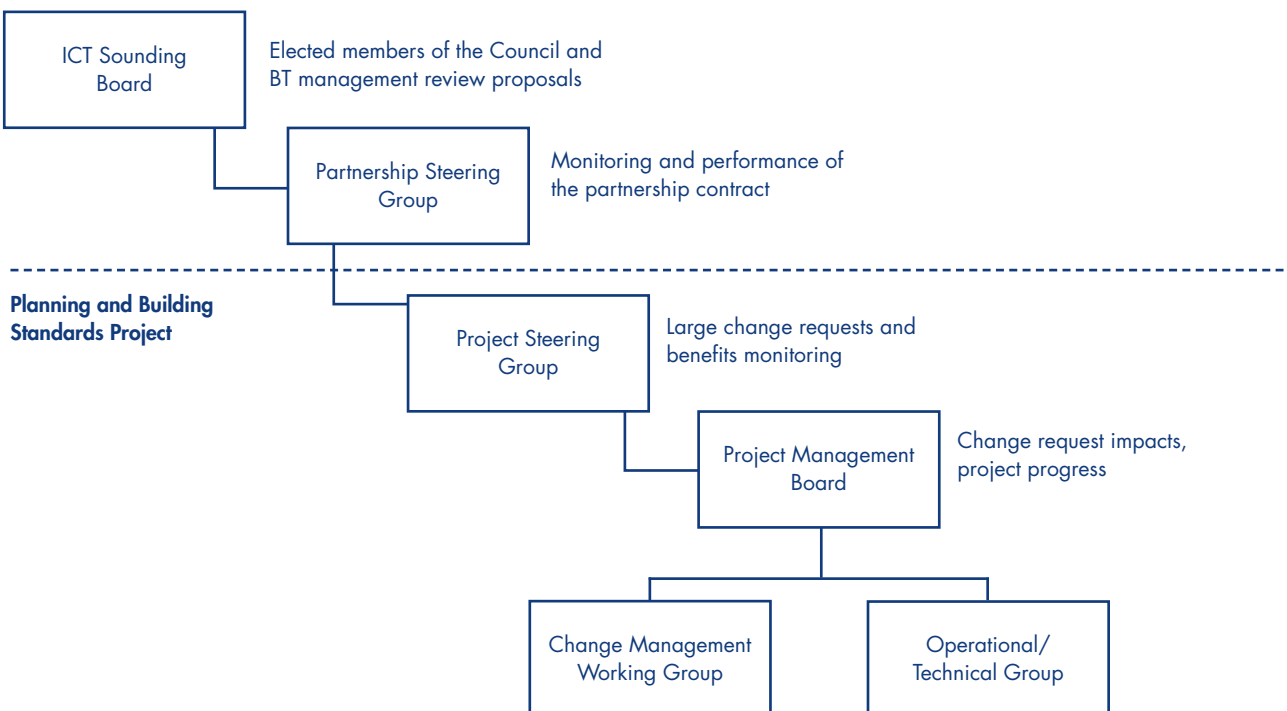 ICT Sounding
Board
Elected members of the Council and
BT management review proposals
Partnership Steering
Group
Monitoring and performance of
the partnership contract
Planning and Building
Standards Project
Project Steering
Group
Large change requests and
benefits monitoring
Project Management
Board
Change request impacts,
project progress
Change Management
Working Group
Operational/
Technical Group